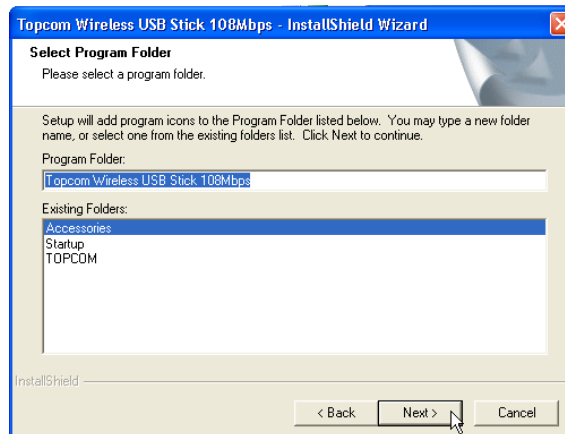 Topcom Wireless USB Stick 108Mbps - InstallShield Wizard
Select Program Folder
Please select a program folder.
Setup will add program icons to the Program Folder listed below. You may type a new folder
name, or select one from the existing folders list. Click Next to continue.
Program Folder:
Topcom Wireless USB Stick 108Mbps
Existing Folders:
Accessories
Startup
TOPCOM
InstallShield
< Back Next > Cancel